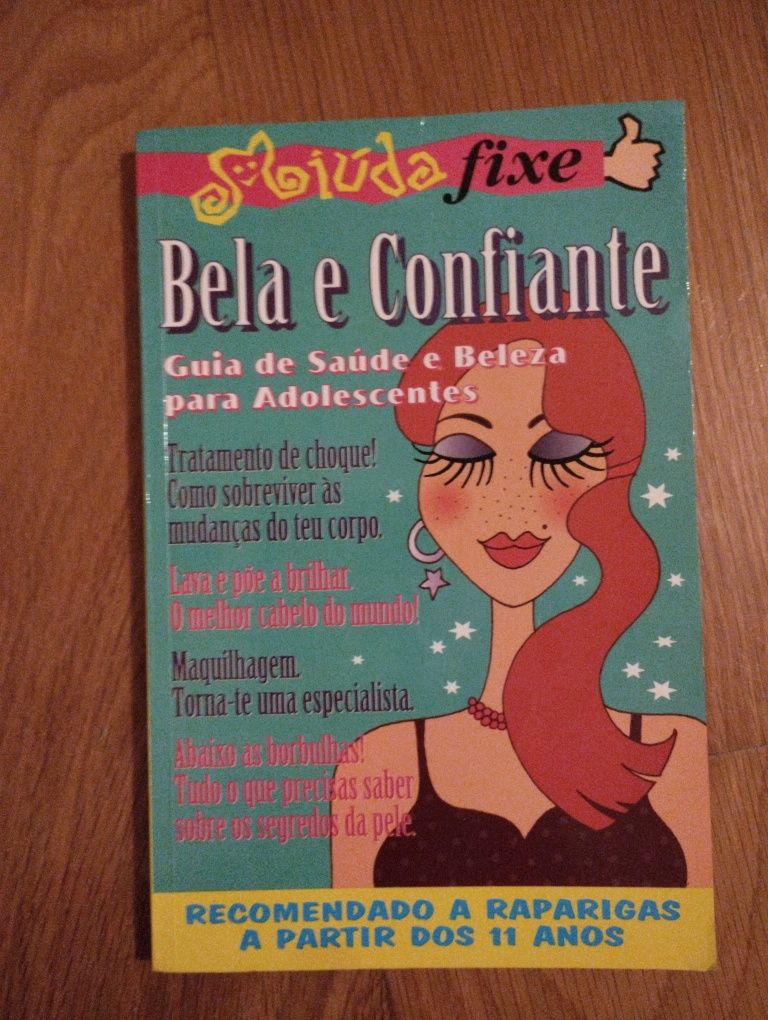 Miúda fixe
Bela e Confiante
Guia de Saúde e Beleza
para Adolescentes
Tratamento de choque!
Como sobreviver às
mudanças do teu corpo.
Lava e põe a brilhar.
O melhor cabelo do mundo!
Maquilhagem.
Torna-te uma especialista.
Abaixo as borbulhas!
Tudo o que precisas saber
sobre os segredos da pele.
RECOMENDADO A RAPARIGAS
A PARTIR DOS 11 ANOS